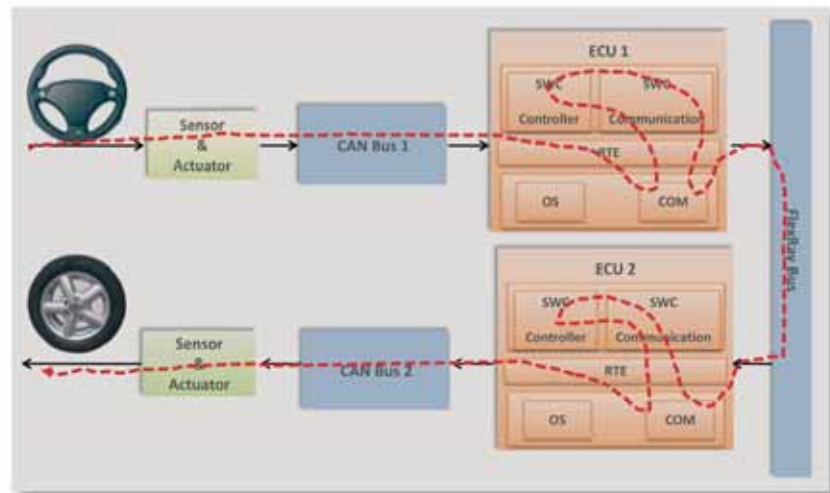 ECU 1
SWC SWC
Controller Communication
RTE
OS COM
Sensor
&
Actuator
CAN Bus 1
FlexRay Bus
ECU 2
SWC SWC
Controller Communication
RTE
OS COM
Sensor
&
Actuator
CAN Bus 2